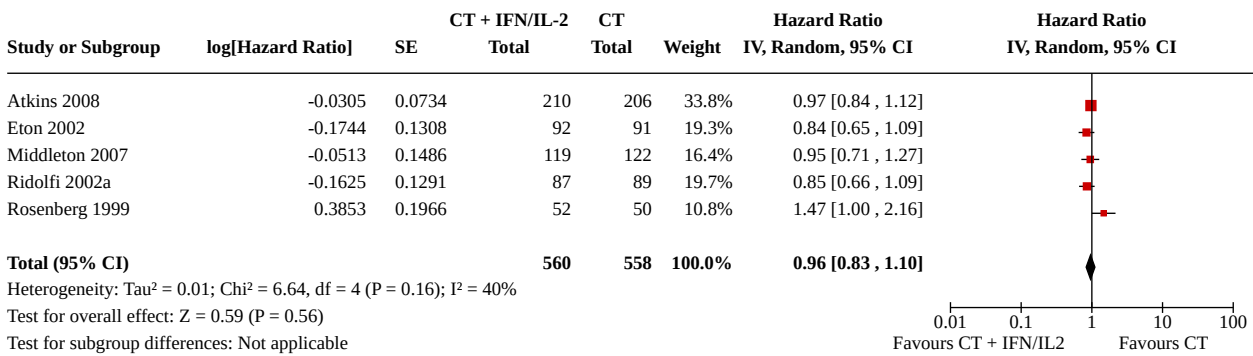 CT + IFN/IL-2 CT Hazard Ratio Hazard Ratio
Study or Subgroup log[Hazard Ratio] SE Total Total Weight IV, Random, 95% CI IV, Random, 95% CI
Atkins 2008 -0.0305 0.0734 210 206 33.8% 0.97 [0.84 , 1.12]
Eton 2002 -0.1744 0.1308 92 91 19.3% 0.84 [0.65 , 1.09]
Middleton 2007 -0.0513 0.1486 119 122 16.4% 0.95 [0.71 , 1.27]
Ridolfi 2002a -0.1625 0.1291 87 89 19.7% 0.85 [0.66 , 1.09]
Rosenberg 1999 0.3853 0.1966 52 50 10.8% 1.47 [1.00 , 2.16]
Total (95% CI) 560 558 100.0% 0.96 [0.83 , 1.10]
Heterogeneity: Tau² = 0.01; Chi² = 6.64, df = 4 (P = 0.16); I² = 40%
Test for overall effect: Z = 0.59 (P = 0.56) 0.01 0.1 1 10 100
Test for subgroup differences: Not applicable Favours CT + IFN/IL2 Favours CT